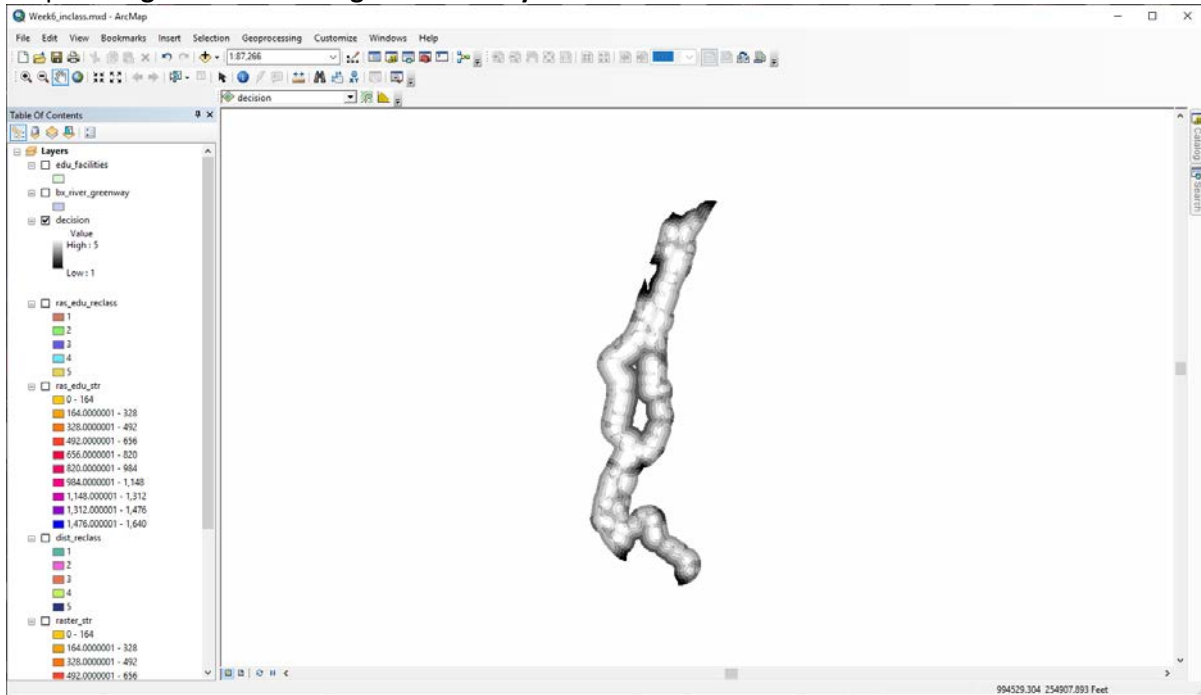 Week6_inclass.mxd - ArcMap
File Edit View Bookmarks Insert Selection Geoprocessing Customize Windows Help
1:87,266
decision
Table Of Contents
Layers
edu_facilities
bx_river_greenway
decision
Value
High : 5
Low : 1
ras_edu_reclass
1
2
3
4
5
ras_edu_str
0 - 164
164.0000001 - 328
328.0000001 - 492
492.0000001 - 656
656.0000001 - 820
820.0000001 - 984
984.0000001 - 1,148
1,148.000001 - 1,312
1,312.000001 - 1,476
1,476.000001 - 1,640
dist_reclass
1
2
3
4
5
raster_str
0 - 164
164.0000001 - 328
328.0000001 - 492
492.0000001 - 656
Catalog
Search
994529.304 254907.893 Feet